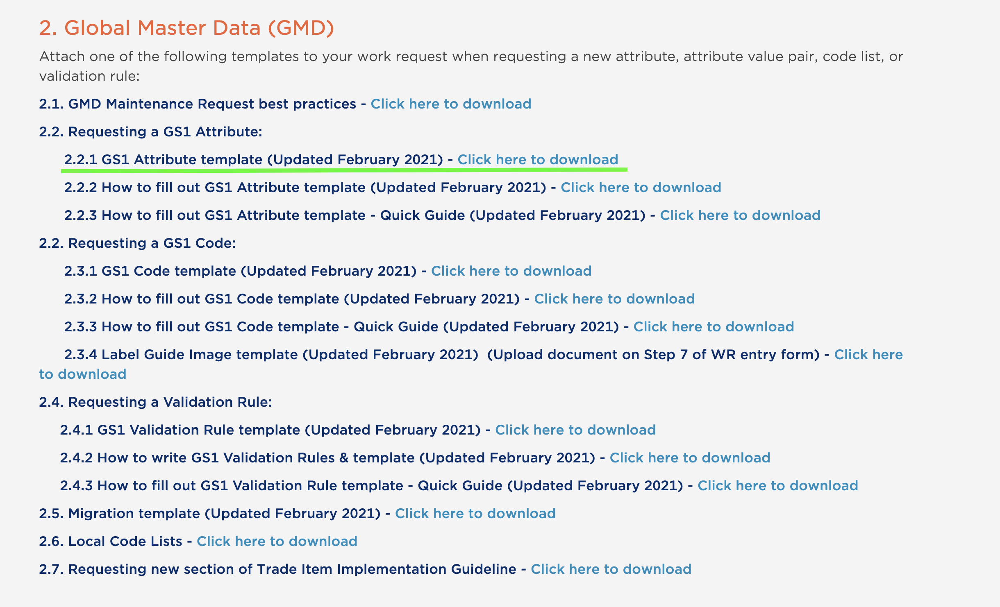 2. Global Master Data (GMD)
Attach one of the following templates to your work request when requesting a new attribute, attribute value pair, code list, or
validation rule:
2.1. GMD Maintenance Request best practices - Click here to download
2.2. Requesting a GS1 Attribute:
2.2.1 GS1 Attribute template (Updated February 2021) - Click here to download
2.2.2 How to fill out GS1 Attribute template (Updated February 2021) - Click here to download
2.2.3 How to fill out GS1 Attribute template - Quick Guide (Updated February 2021) - Click here to download
2.2. Requesting a GS1 Code:
2.3.1 GS1 Code template (Updated February 2021) - Click here to download
2.3.2 How to fill out GS1 Code template (Updated February 2021) - Click here to download
2.3.3 How to fill out GS1 Code template - Quick Guide (Updated February 2021) - Click here to download
2.3.4 Label Guide Image template (Updated February 2021)  (Upload document on Step 7 of WR entry form) - Click here
to download
2.4. Requesting a Validation Rule:
2.4.1 GS1 Validation Rule template (Updated February 2021) - Click here to download
2.4.2 How to write GS1 Validation Rules & template (Updated February 2021) - Click here to download
2.4.3 How to fill out GS1 Validation Rule template - Quick Guide (Updated February 2021) - Click here to download
2.5. Migration template (Updated February 2021) - Click here to download
2.6. Local Code Lists - Click here to download
2.7. Requesting new section of Trade Item Implementation Guideline - Click here to download